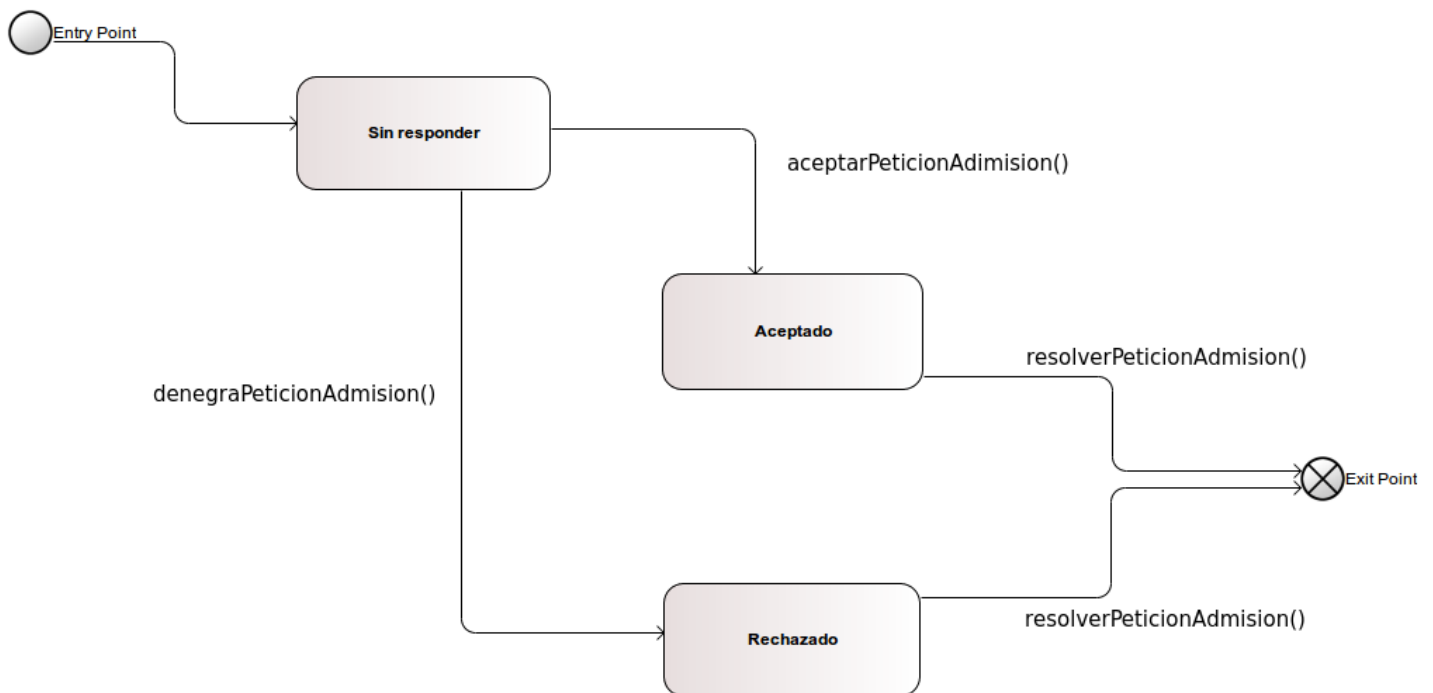 Entry Point
Sin responder
aceptarPeticionAdimision()
Aceptado
resolverPeticionAdmision()
denegraPeticionAdmision()
Exit Point
resolverPeticionAdmision()
Rechazado